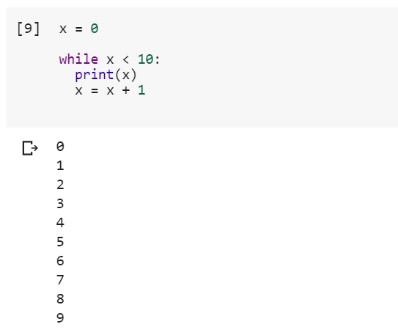 [9] x = 0
while x < 10:
print(x)
x = x + 1
0
1
2
3
4
5
6
7
8
9